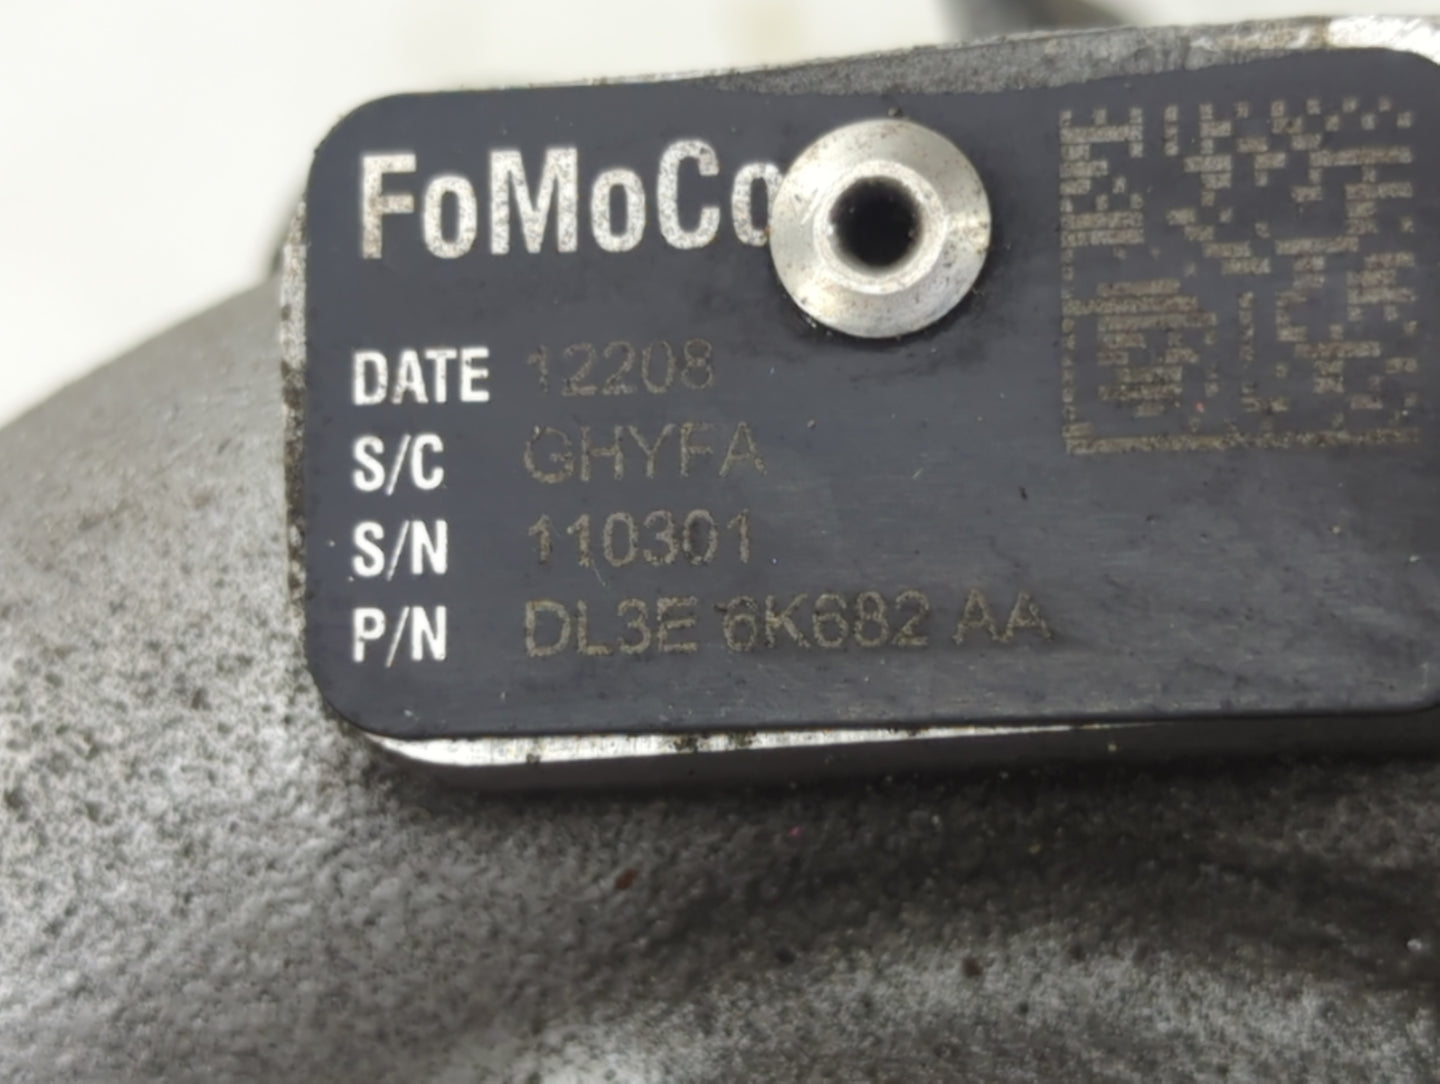 FoMoCo
DATE 12208
S/C GHYFA
S/N 110301
P/N DL3E 6K682 AA